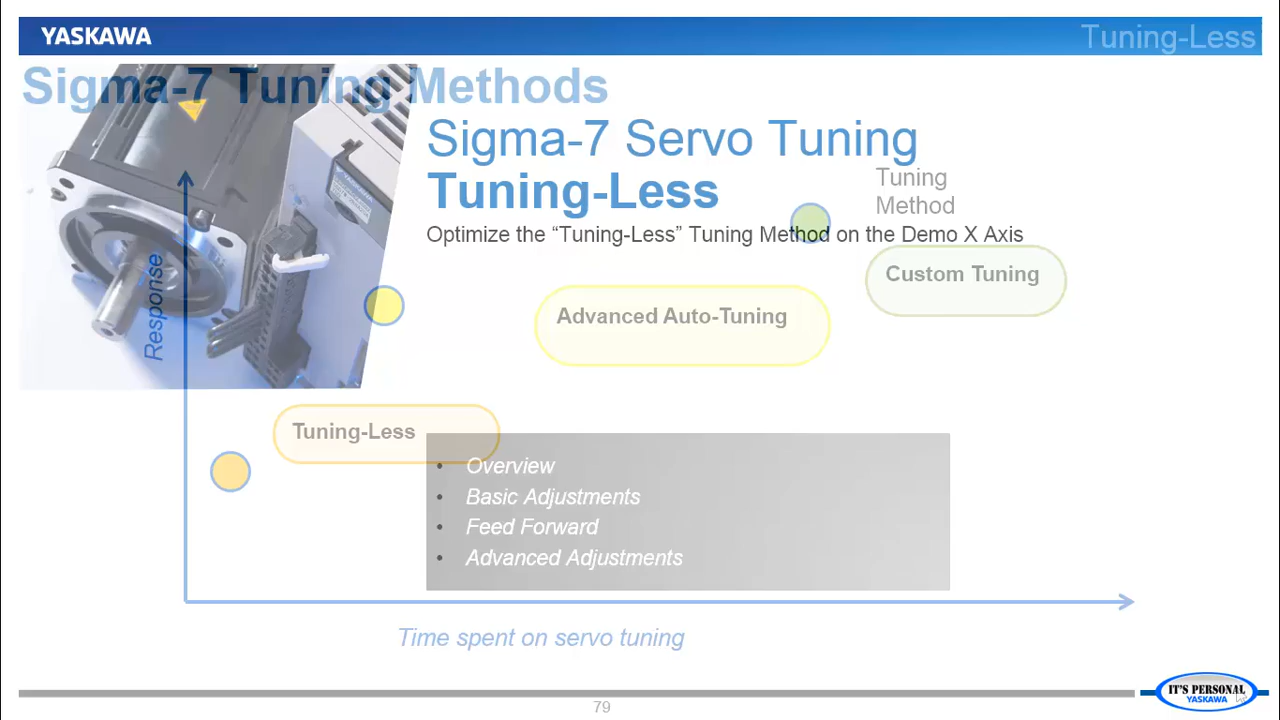 YASKAWA
Tuning-Less
Sigma-7 Tuning Methods
Sigma-7 Servo Tuning
Tuning-Less
Tuning
Method
Optimize the “Tuning-Less” Tuning Method on the Demo X Axis
Custom Tuning
Response
Advanced Auto-Tuning
Tuning-Less
• Overview
• Basic Adjustments
• Feed Forward
• Advanced Adjustments
Time spent on servo tuning
IT'S PERSONAL
YASKAWA
79